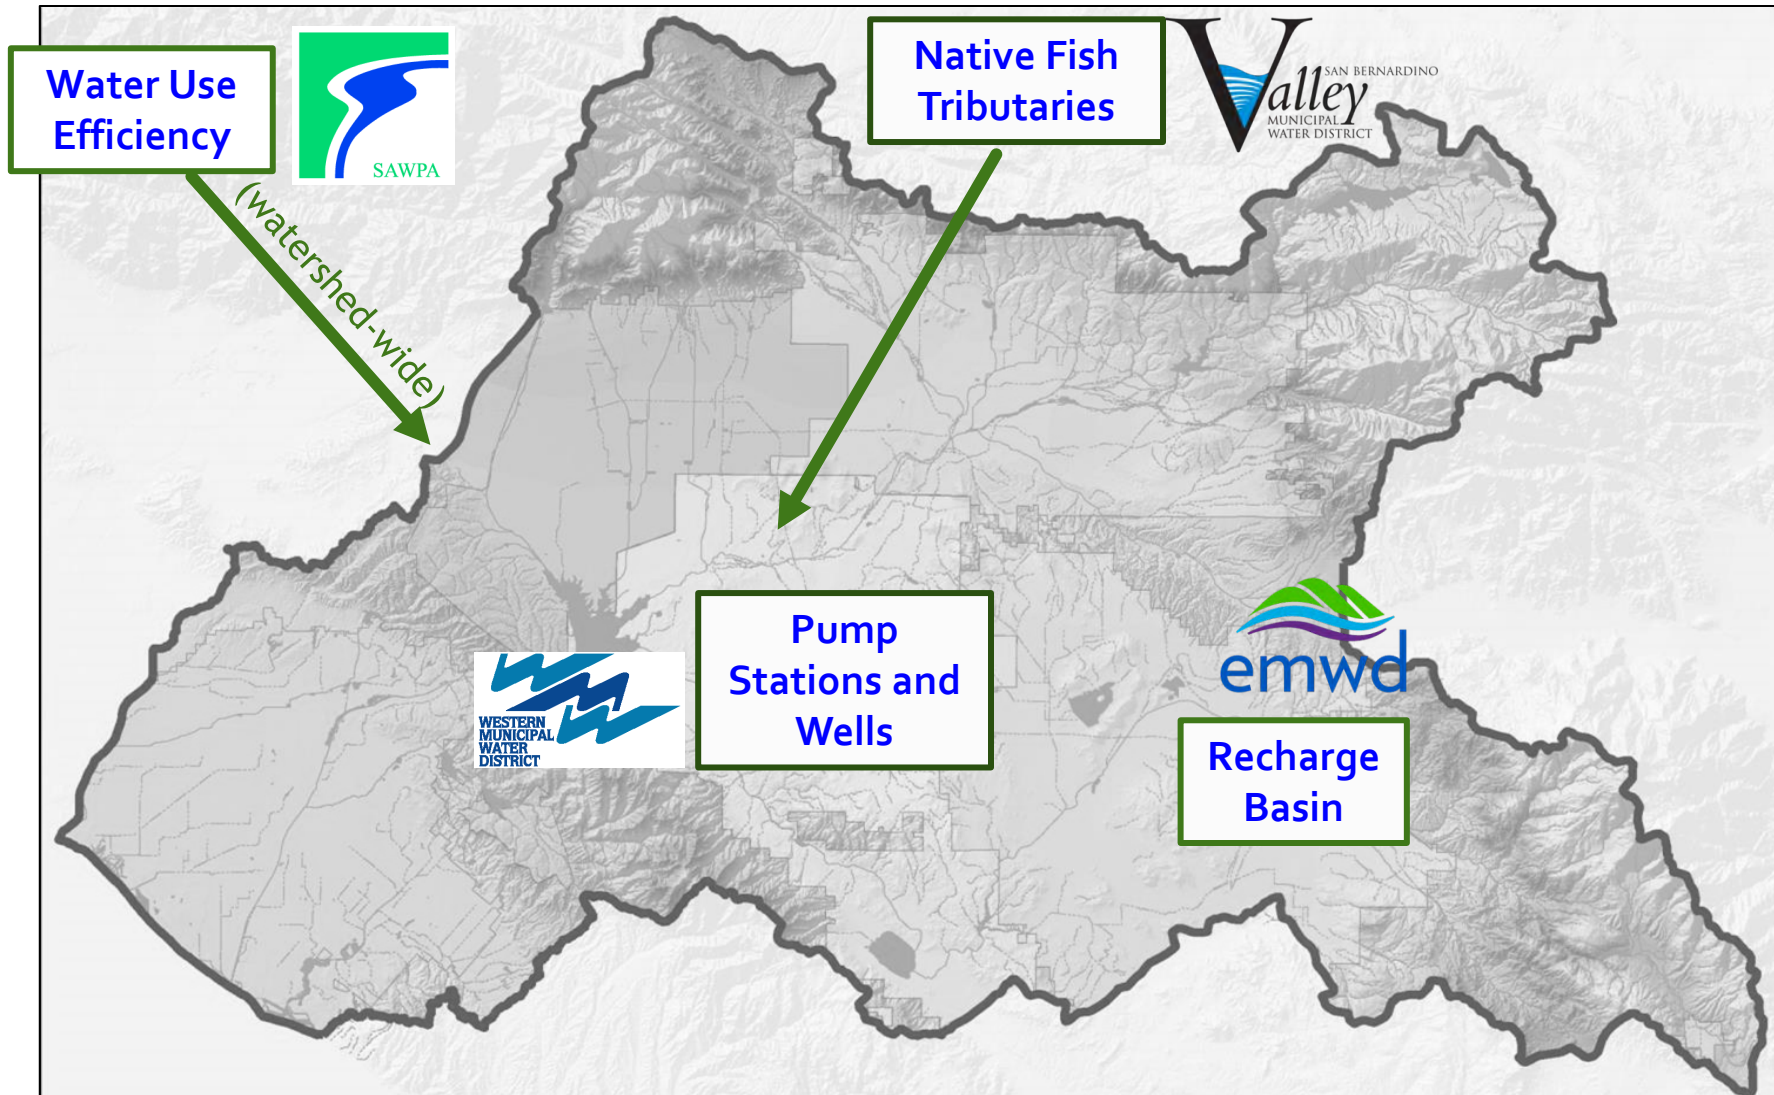 Water Use
Efficiency
SAWPA
(watershed-wide)
Native Fish
Tributaries
Valley
SAN BERNARDINO
MUNICIPAL
WATER DISTRICT
Pump
Stations and
Wells
WESTERN
MUNICIPAL
WATER
DISTRICT
emwd
Recharge
Basin